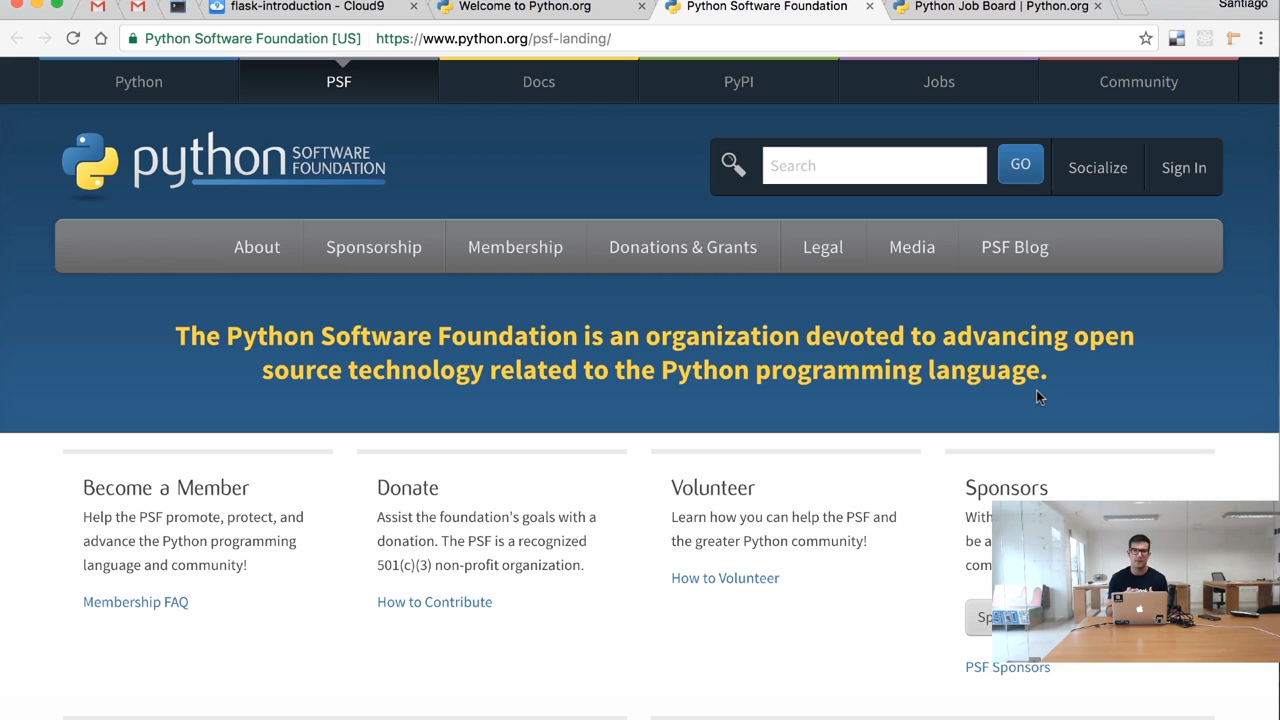 flask-introduction - Cloud9
Welcome to Python.org
Python Software Foundation
Python Job Board | Python.org
Santiago
Python Software Foundation [US]
https://www.python.org/psf-landing/
Python
PSF
Docs
PyPI
Jobs
Community
python SOFTWARE FOUNDATION
Search
GO
Socialize
Sign In
About
Sponsorship
Membership
Donations & Grants
Legal
Media
PSF Blog
The Python Software Foundation is an organization devoted to advancing open
source technology related to the Python programming language.
Become a Member
Help the PSF promote, protect, and
advance the Python programming
language and community!
Membership FAQ
Donate
Assist the foundation's goals with a
donation. The PSF is a recognized
501(c)(3) non-profit organization.
How to Contribute
Volunteer
Learn how you can help the PSF and
the greater Python community!
How to Volunteer
Sponsors
With
be a
com
Sp
PSF Sponsors